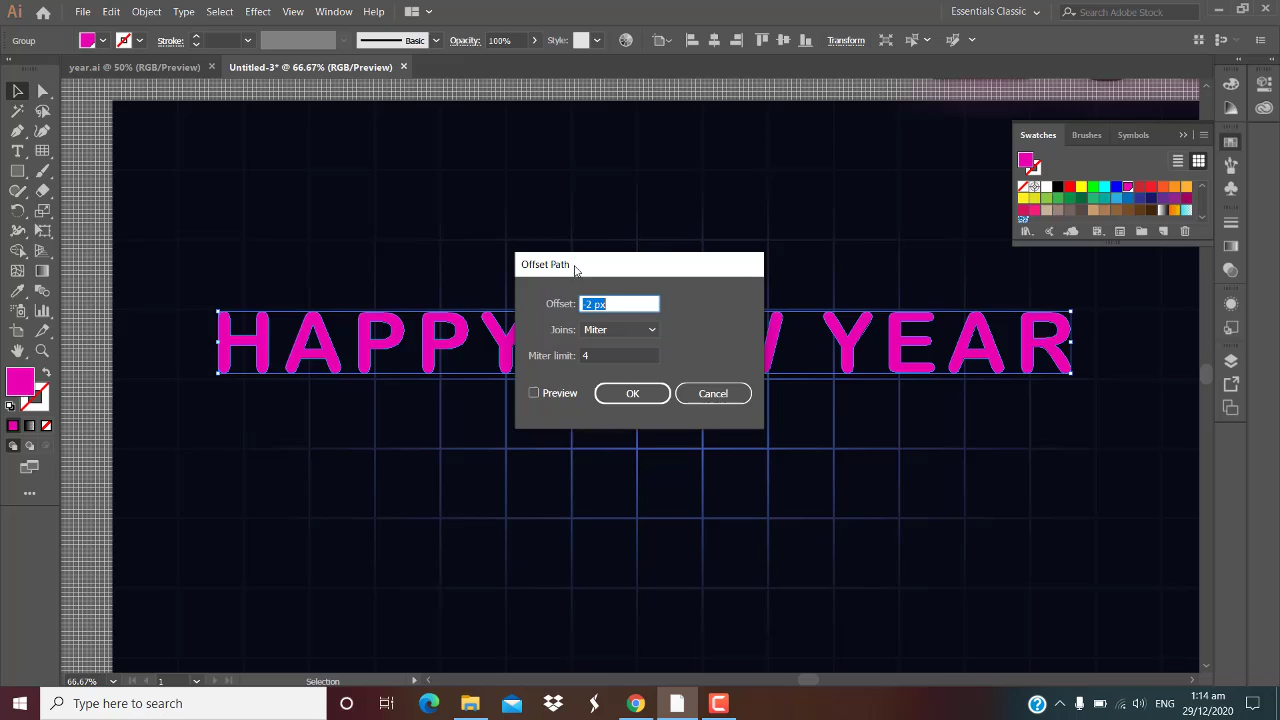 Ai File Edit Object Type Select Effect View Window Help Essentials Classic Search Adobe Stock
Group Stroke: Basic Opacity: 100% Style: Transform
year.ai @ 50% (RGB/Preview) Untitled-3* @ 66.67% (RGB/Preview)
Swatches Brushes Symbols
Offset Path
Offset: -2 px
Joins: Miter
Miter limit: 4
Preview OK Cancel
HAPPY W YEAR
66.67% 1 Selection
Type here to search
1:14 am
29/12/2020